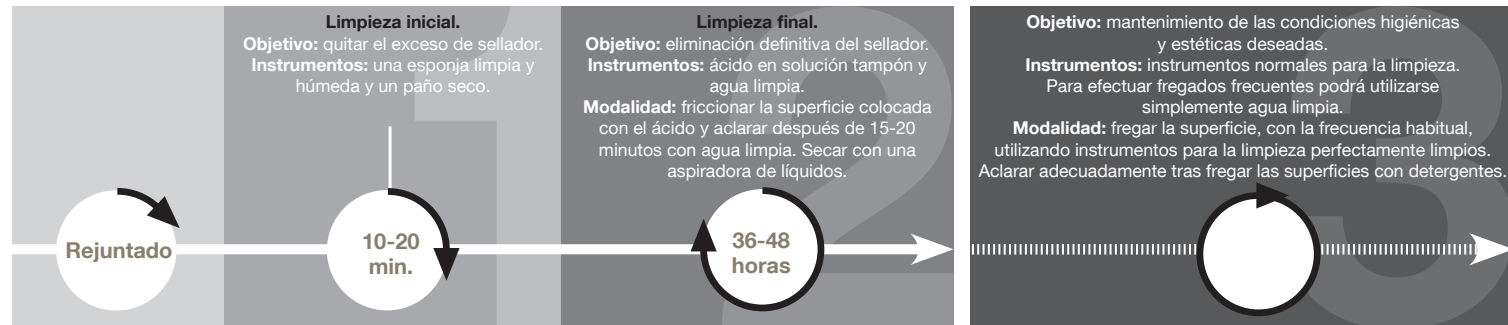 Limpieza inicial.
Objetivo: quitar el exceso de sellador.
Instrumentos: una esponja limpia y
húmeda y un paño seco.
Limpieza final.
Objetivo: eliminación definitiva del sellador.
Instrumentos: ácido en solución tampón y
agua limpia.
Modalidad: friccionar la superficie colocada
con el ácido y aclarar después de 15-20
minutos con agua limpia. Secar con una
aspiradora de líquidos.
Objetivo: mantenimiento de las condiciones higiénicas
y estéticas deseadas.
Instrumentos: instrumentos normales para la limpieza.
Para efectuar fregados frecuentes podrá utilizarse
simplemente agua limpia.
Modalidad: fregar la superficie, con la frecuencia habitual,
utilizando instrumentos para la limpieza perfectamente limpios.
Aclarar adecuadamente tras fregar las superficies con detergentes.
1
2
3
Rejuntado
10-20
min.
36-48
horas